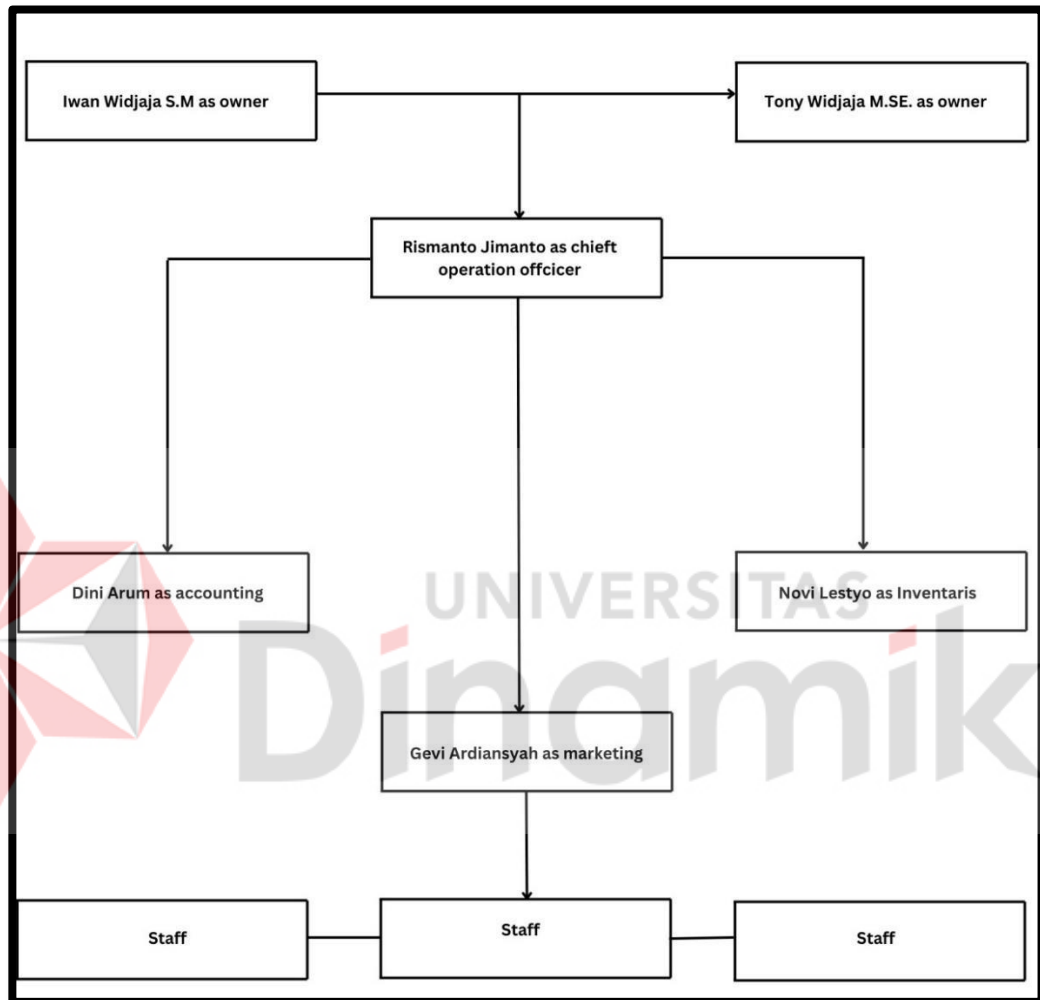 Iwan Widjaja S.M as owner
Tony Widjaja M.SE. as owner
Rismanto Jimanto as chieft
operation offcicer
Dini Arum as accounting
Novi Lestyo as Inventaris
UNIVERSITAS
Dinamik
Gevi Ardiansyah as marketing
Staff
Staff
Staff